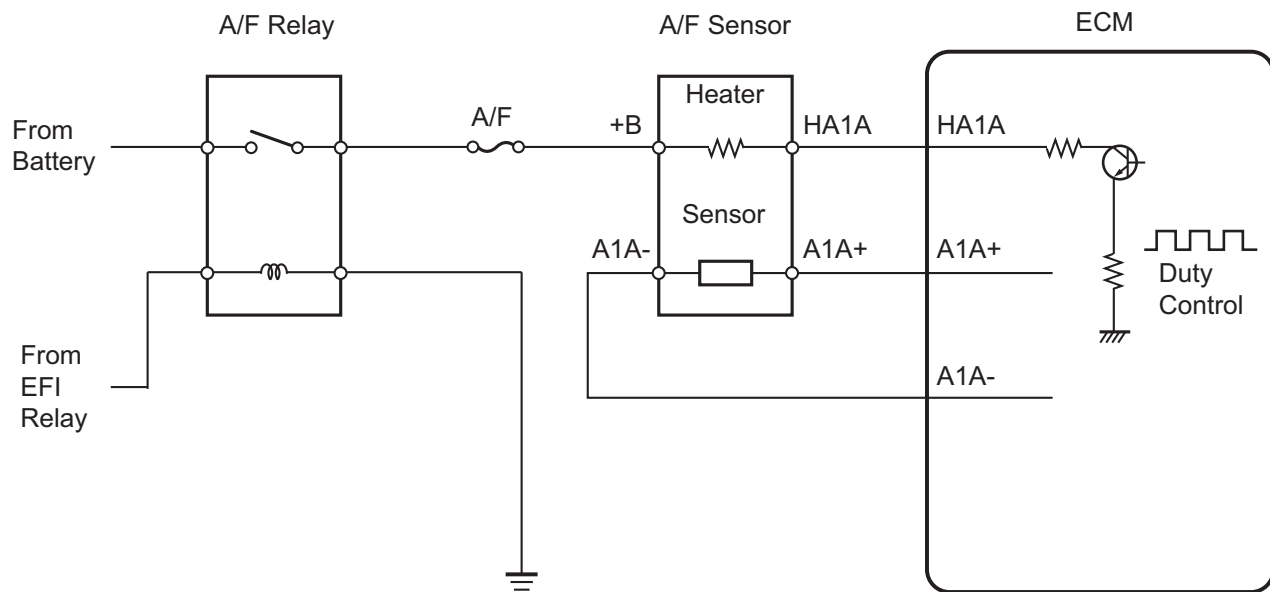 A/F Relay
A/F Sensor
ECM
From
Battery
A/F
+B
Heater
HA1A
HA1A
Sensor
A1A-
A1A+
A1A+
Duty
Control
From
EFI
Relay
A1A-